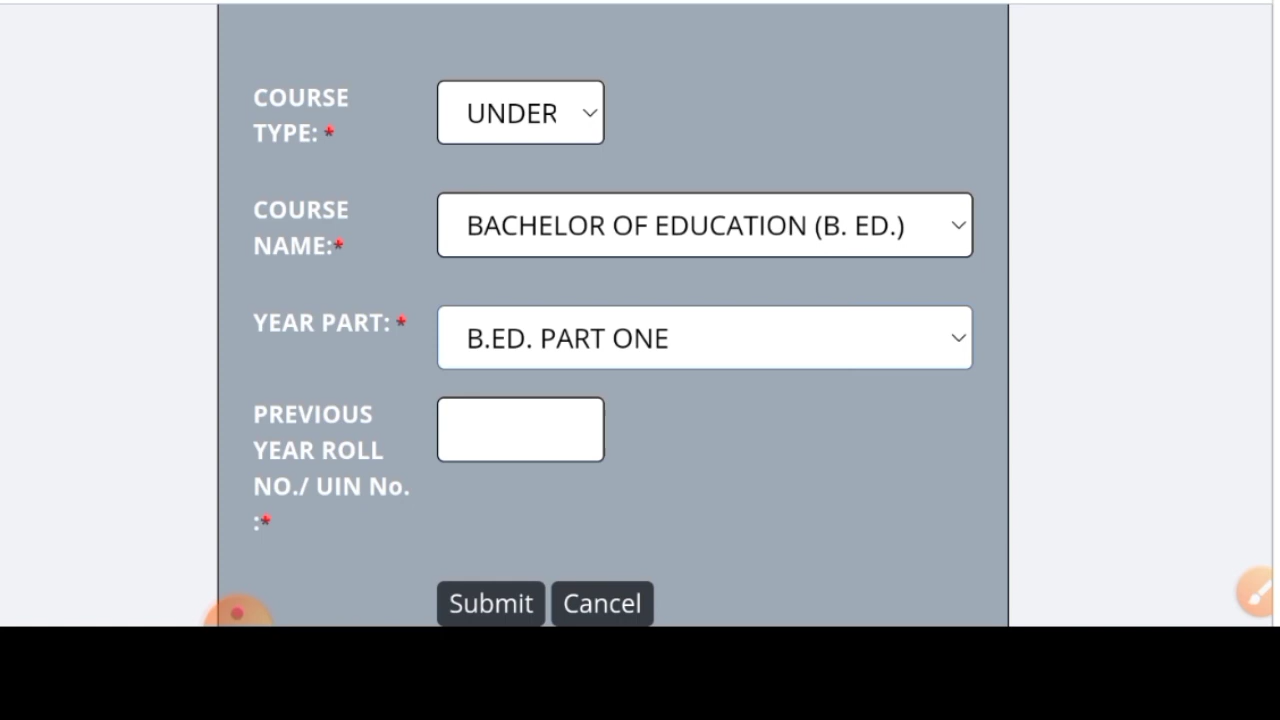 COURSE
TYPE: *
UNDER
COURSE
NAME:*
BACHELOR OF EDUCATION (B. ED.)
YEAR PART: *
B.ED. PART ONE
PREVIOUS
YEAR ROLL
NO./ UIN No.
:*
Submit Cancel